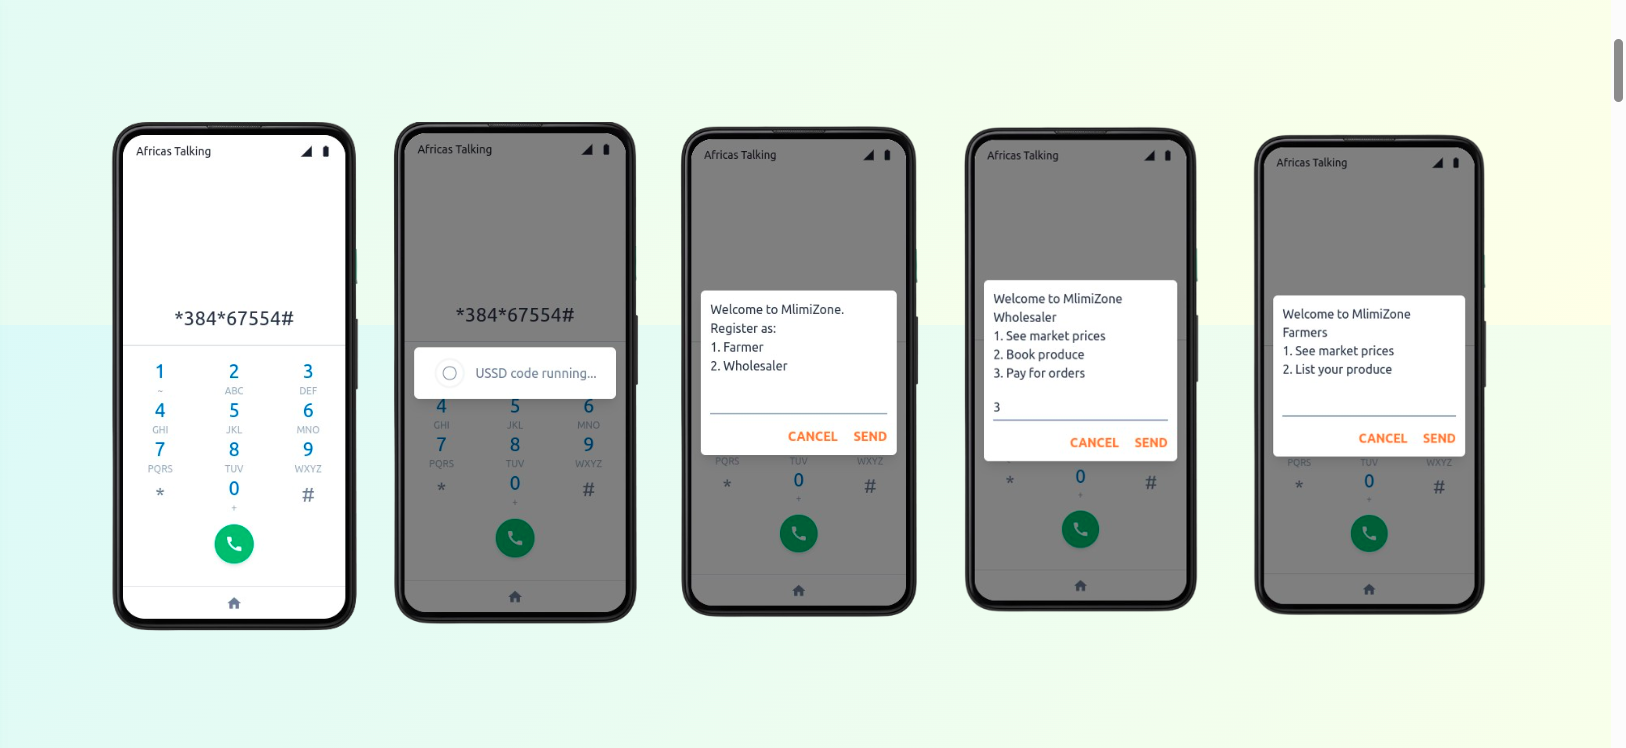 Africas Talking
*384*67554#
1
2
3
~
ABC
DEF
4
5
6
GHI
JKL
MNO
7
8
9
PQRS
TUV
WXYZ
*
0
#
+
Africas Talking
*384*67554#
USSD code running...
4
5
6
GHI
JKL
MNO
7
8
9
PQRS
TUV
WXYZ
*
0
#
+
Africas Talking
Welcome to MlimiZone.
Register as:
1. Farmer
2. Wholesaler
CANCEL SEND
PQRS
TUV
WXYZ
*
0
#
+
Africas Talking
Welcome to MlimiZone
Wholesaler
1. See market prices
2. Book produce
3. Pay for orders
3
CANCEL SEND
*
0
#
+
Africas Talking
Welcome to MlimiZone
Farmers
1. See market prices
2. List your produce
CANCEL SEND
PQRS
TUV
WXYZ
*
0
#
+